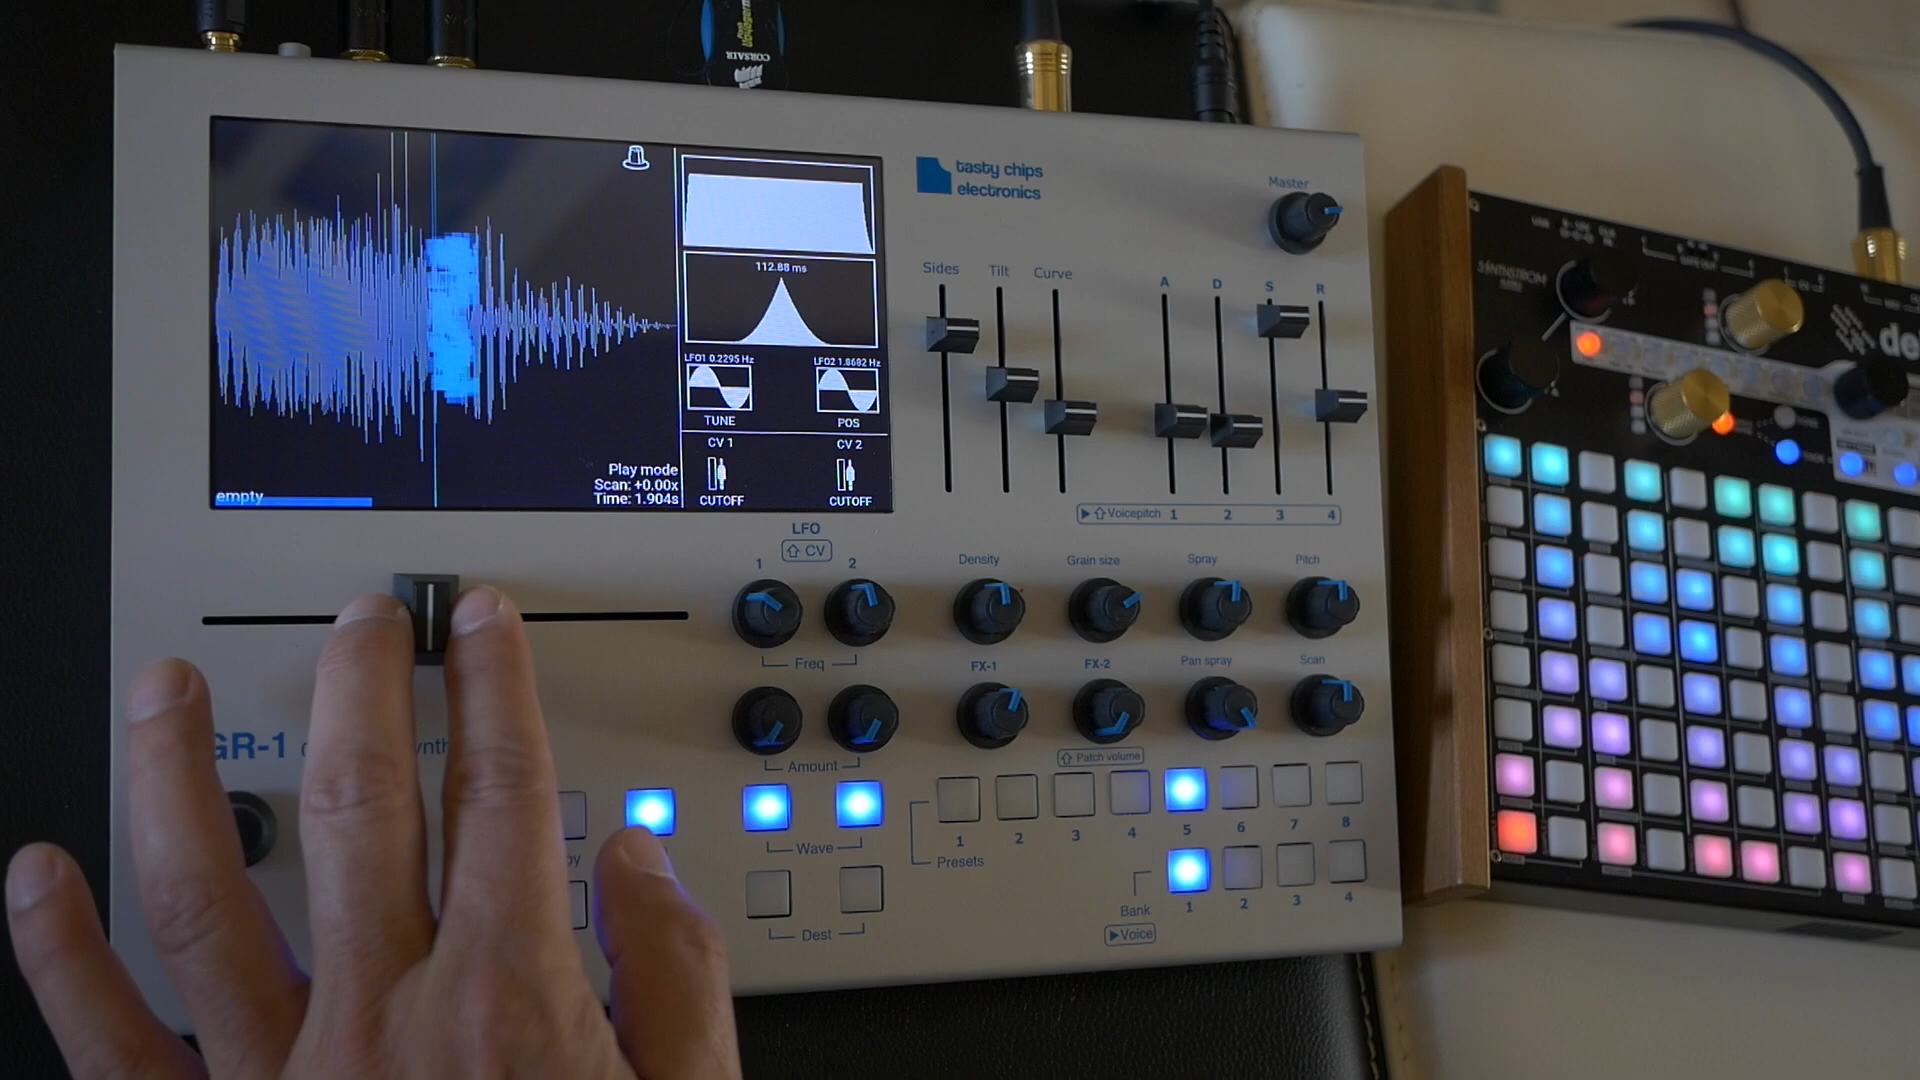 CORSAIR
Voyager
tasty chips
electronics
Master
Sides
Tilt
Curve
A
D
S
R
112.88 ms
LFO1 0.2295 Hz
LFO2 1.8682 Hz
TUNE
POS
CV 1
CV 2
CUTOFF
CUTOFF
Play mode
Scan: +0.00x
Time: 1.904s
empty
Voicepitch 1 2 3 4
LFO
CV
1
2
Density
Grain size
Spray
Pitch
Freq
FX-1
FX-2
Pan spray
Scan
Amount
Patch volume
GR-1
Wave
1 2 3 4 5 6 7 8
Presets
Dest
Bank
1 2 3 4
Voice
SYNTHSTROM
de